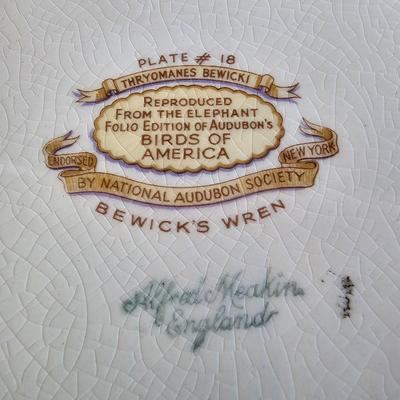 PLATE # 18
THRYOMANES BEWICKI
REPRODUCED
FROM THE ELEPHANT
FOLIO EDITION OF AUDUBON'S
BIRDS OF
AMERICA
ENDORSED
NEW YORK
BY NATIONAL AUDUBON SOCIETY
BEWICK'S WREN
Alfred Meakin
England